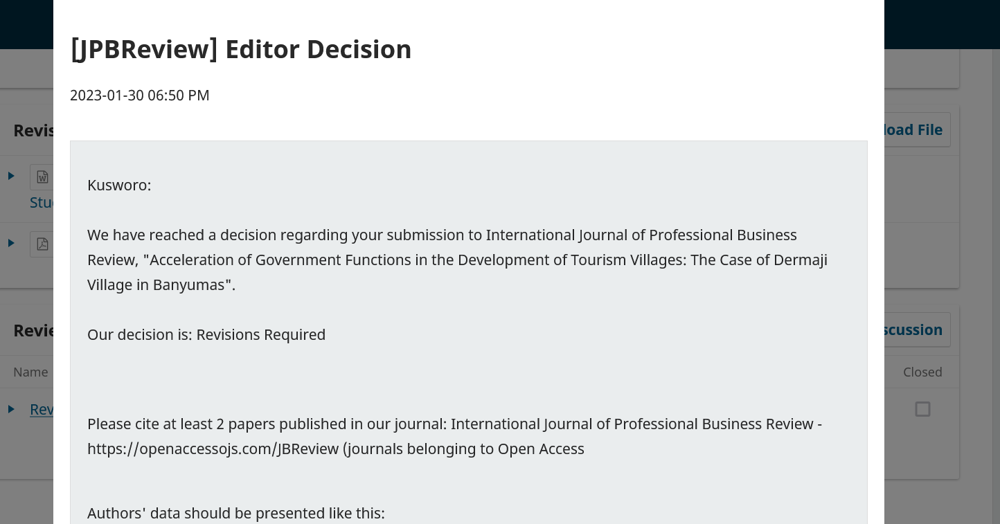 [JPBReview] Editor Decision
2023-01-30 06:50 PM
Revis
load File
Stu
Kusworo:
We have reached a decision regarding your submission to International Journal of Professional Business
Review, "Acceleration of Government Functions in the Development of Tourism Villages: The Case of Dermaji
Village in Banyumas".
Our decision is: Revisions Required
Revie
scussion
Name
Closed
Rev
Please cite at least 2 papers published in our journal: International Journal of Professional Business Review -
https://openaccessojs.com/JBReview (journals belonging to Open Access
Authors' data should be presented like this: